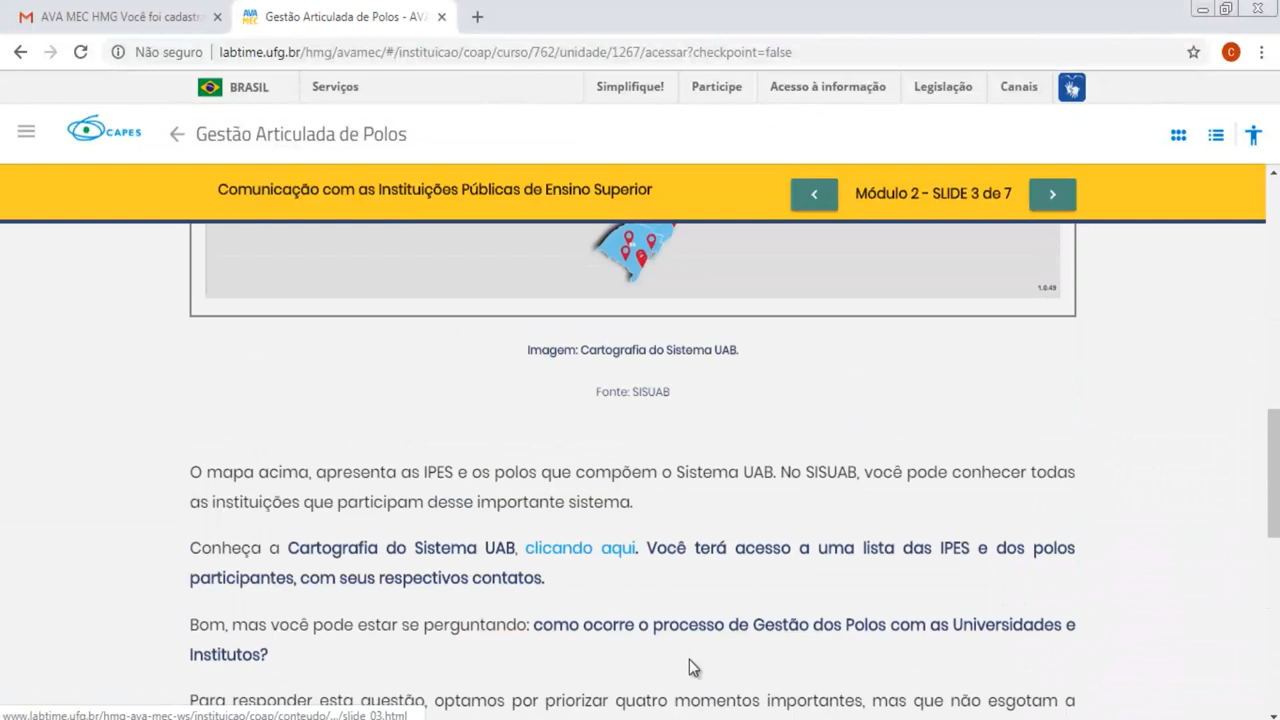 AVA MEC HMG Você foi cadastr
Gestão Articulada de Polos - AVA
Não seguro labtime.ufg.br/hmg/avamec/#/instituicao/coap/curso/762/unidade/1267/acessar?checkpoint=false
C
BRASIL Serviços Simplifique! Participe Acesso à informação Legislação Canais
CAPES Gestão Articulada de Polos
Comunicação com as Instituições Públicas de Ensino Superior < Módulo 2 - SLIDE 3 de 7 >
1.0.49
Imagem: Cartografia do Sistema UAB.
Fonte: SISUAB
O mapa acima, apresenta as IPES e os polos que compõem o Sistema UAB. No SISUAB, você pode conhecer todas
as instituições que participam desse importante sistema.
Conheça a Cartografia do Sistema UAB, clicando aqui. Você terá acesso a uma lista das IPES e dos polos
participantes, com seus respectivos contatos.
Bom, mas você pode estar se perguntando: como ocorre o processo de Gestão dos Polos com as Universidades e
Institutos?
Para responder esta questão, optamos por priorizar quatro momentos importantes, mas que não esgotam a
www.labtime.ufg.br/hmg-ava-mec-ws/instituicao/coap/conteudo/.../slide_03.html